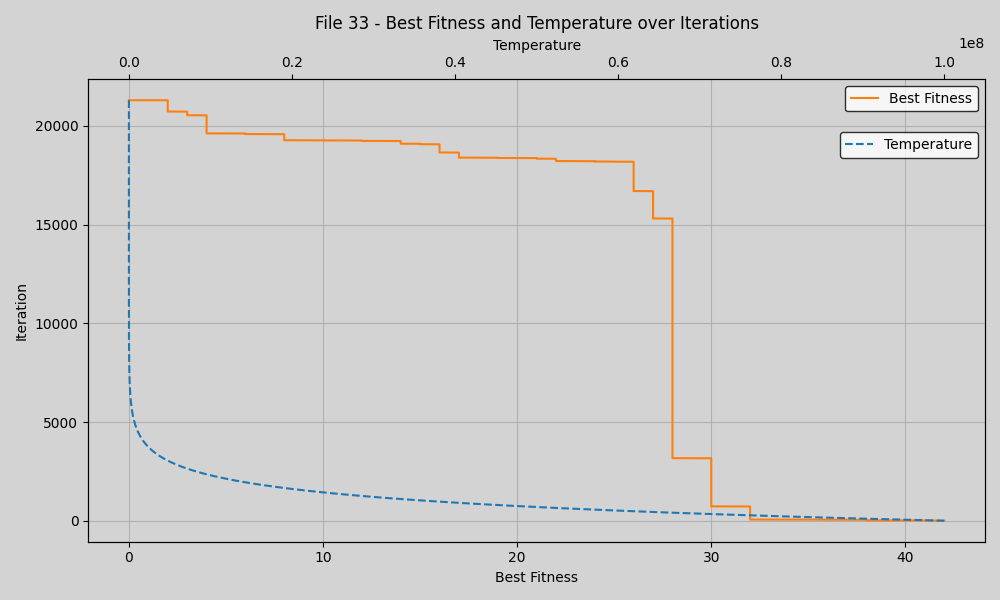 File 33 - Best Fitness and Temperature over Iterations
Temperature
1e8
0.0 0.2 0.4 0.6 0.8 1.0
Best Fitness
Temperature
20000
15000
10000
5000
0
Iteration
0 10 20 30 40
Best Fitness